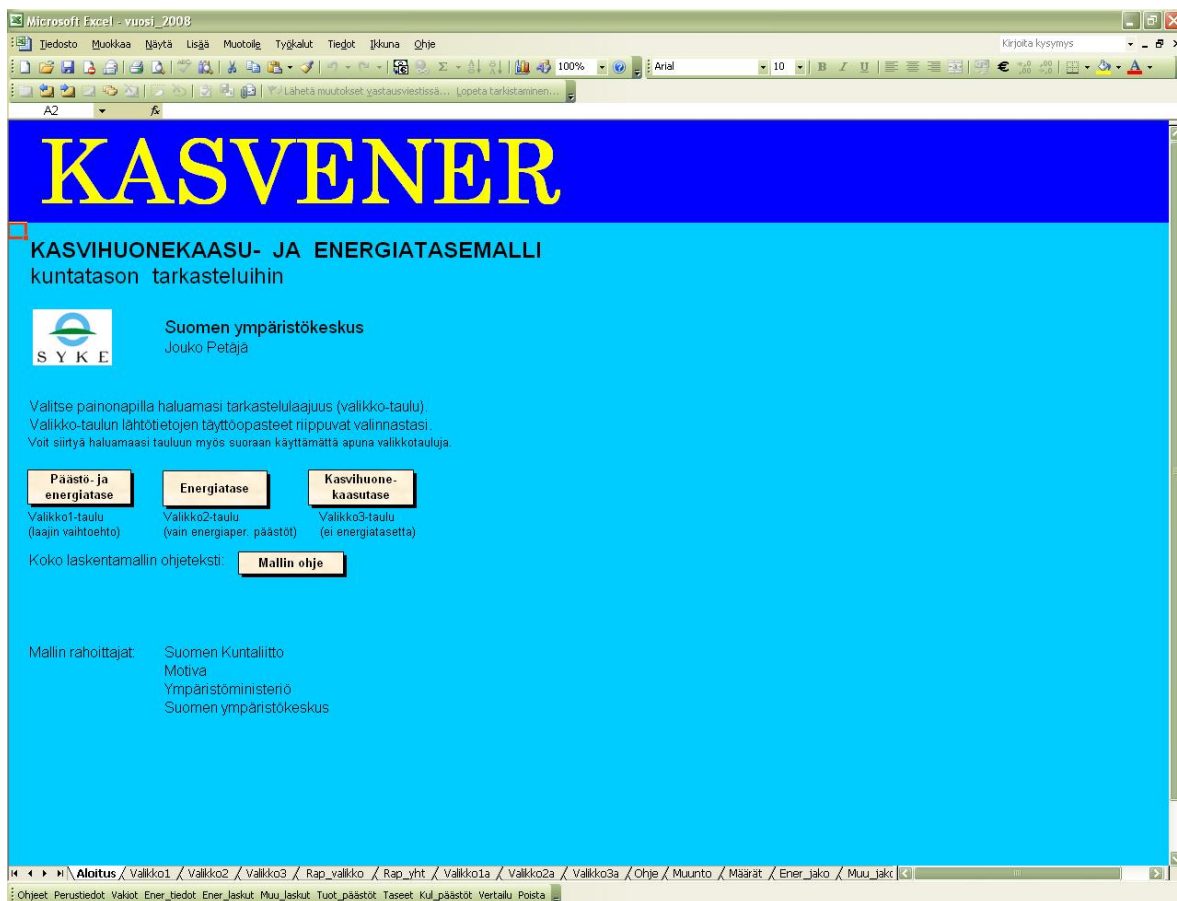 Microsoft Excel - vuosi_2008
Tiedosto Muokkaa Näytä Lisää Muotoile Työkalut Tiedot Ikkuna Ohje
Kirjoita kysymys
100%
Arial
10
B I U
Lähetä muutokset vastausviestissä... Lopeta tarkistaminen...
A2
fx
KASVENER
KASVIHUONEKAASU- JA ENERGIATASEMALLI
kuntatason tarkasteluihin
SYKE
Suomen ympäristökeskus
Jouko Petäjä
Valitse painonapilla haluamasi tarkastelulaajuus (valikko-taulu).
Valikko-taulun lähtötietojen täyttöopasteet riippuvat valinnastasi.
Voit siirtyä haluamaasi tauluun myös suoraan käyttämättä apuna valikkotauluja.
Päästö- ja
energiatase
Energiatase
Kasvihuone-
kaasutase
Valikko1-taulu
(laajin vaihtoehto)
Valikko2-taulu
(vain energiaper. päästöt)
Valikko3-taulu
(ei energiatasetta)
Koko laskentamallin ohjeteksti:
Mallin ohje
Mallin rahoittajat:
Suomen Kuntaliitto
Motiva
Ympäristöministeriö
Suomen ympäristökeskus
Aloitus / Valikko1 / Valikko2 / Valikko3 / Rap_valikko / Rap_yht / Valikko1a / Valikko2a / Valikko3a / Ohje / Muunto / Määrät / Ener_jako / Muu_jakc
Ohjeet Perustiedot Vakiot Ener_tiedot Ener_laskut Muu_laskut Tuot_päästöt Taseet Kul_päästöt Vertailu Poista